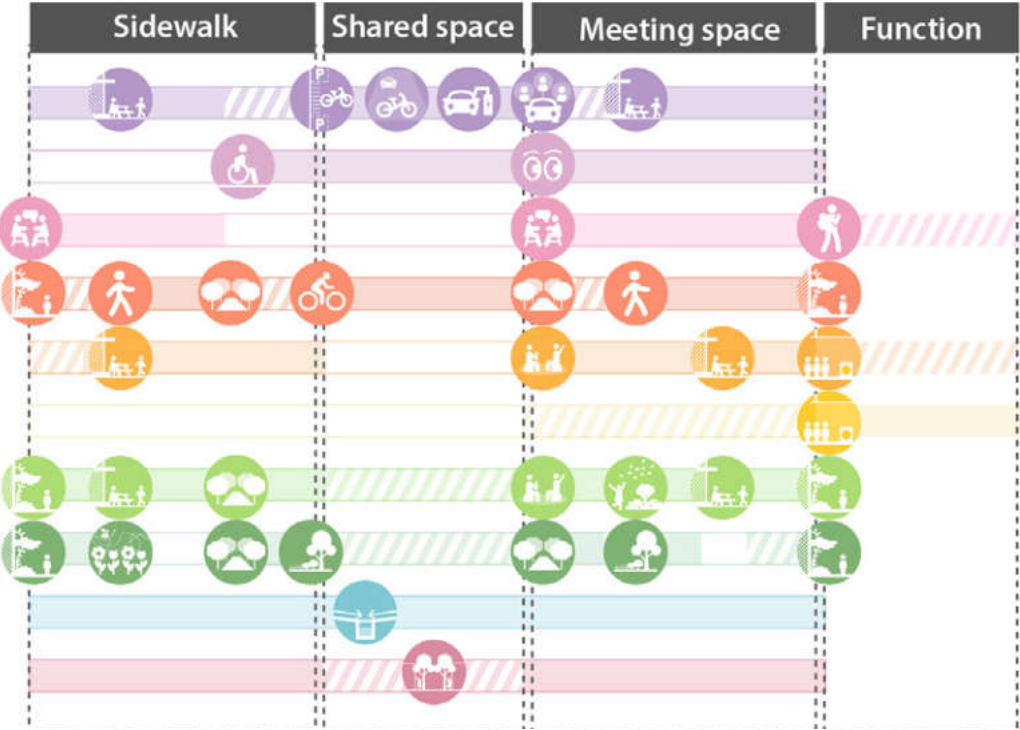 Sidewalk
Shared space
Meeting space
Function
P
P